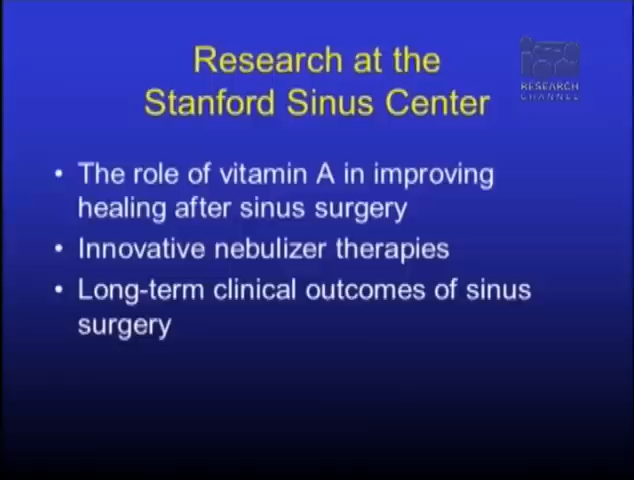 Research at the
Stanford Sinus Center
RESEARCH
CHANNEL
• The role of vitamin A in improving
healing after sinus surgery
• Innovative nebulizer therapies
• Long-term clinical outcomes of sinus
surgery